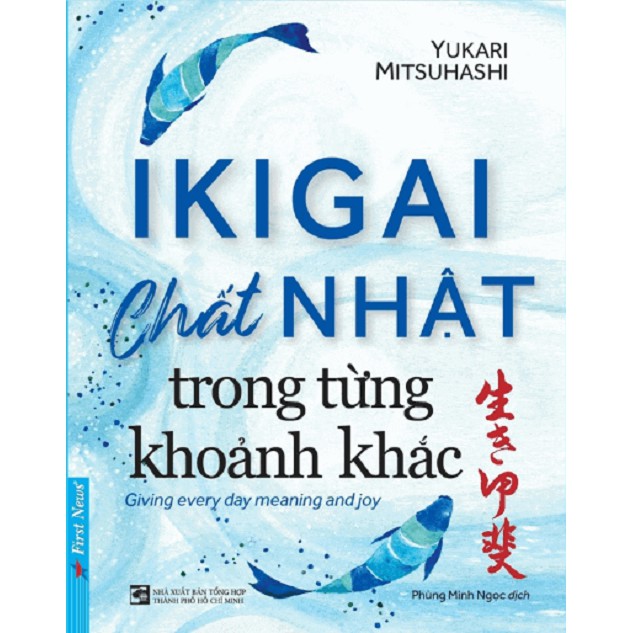 YUKARI
MITSUHASHI
IKIGAI
Chất NHẬT
trong từng
khoảnh khắc
Giving every day meaning and joy
生き甲斐
First News
NHÀ XUẤT BẢN TỔNG HỢP
THÀNH PHỐ HỒ CHÍ MINH
Phùng Minh Ngọc dịch